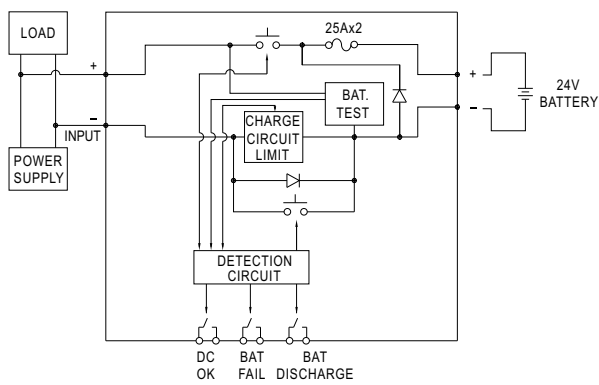 LOAD
25Ax2
+
+
24V
BATTERY
BAT.
TEST
-
-
INPUT
CHARGE
CIRCUIT
LIMIT
POWER
SUPPLY
DETECTION
CIRCUIT
DC
OK
BAT
FAIL
BAT
DISCHARGE